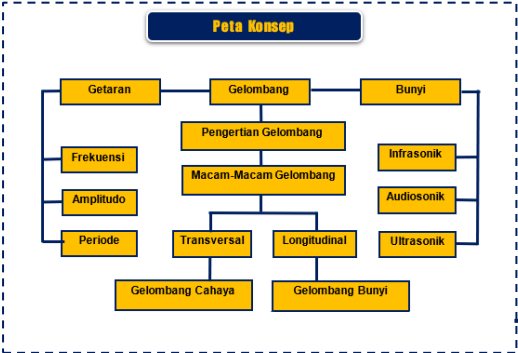 Peta Konsep
Getaran
Gelombang
Bunyi
Pengertian Gelombang
Macam-Macam Gelombang
Frekuensi
Amplitudo
Periode
Infrasonik
Audiosonik
Ultrasonik
Transversal
Longitudinal
Gelombang Cahaya
Gelombang Bunyi